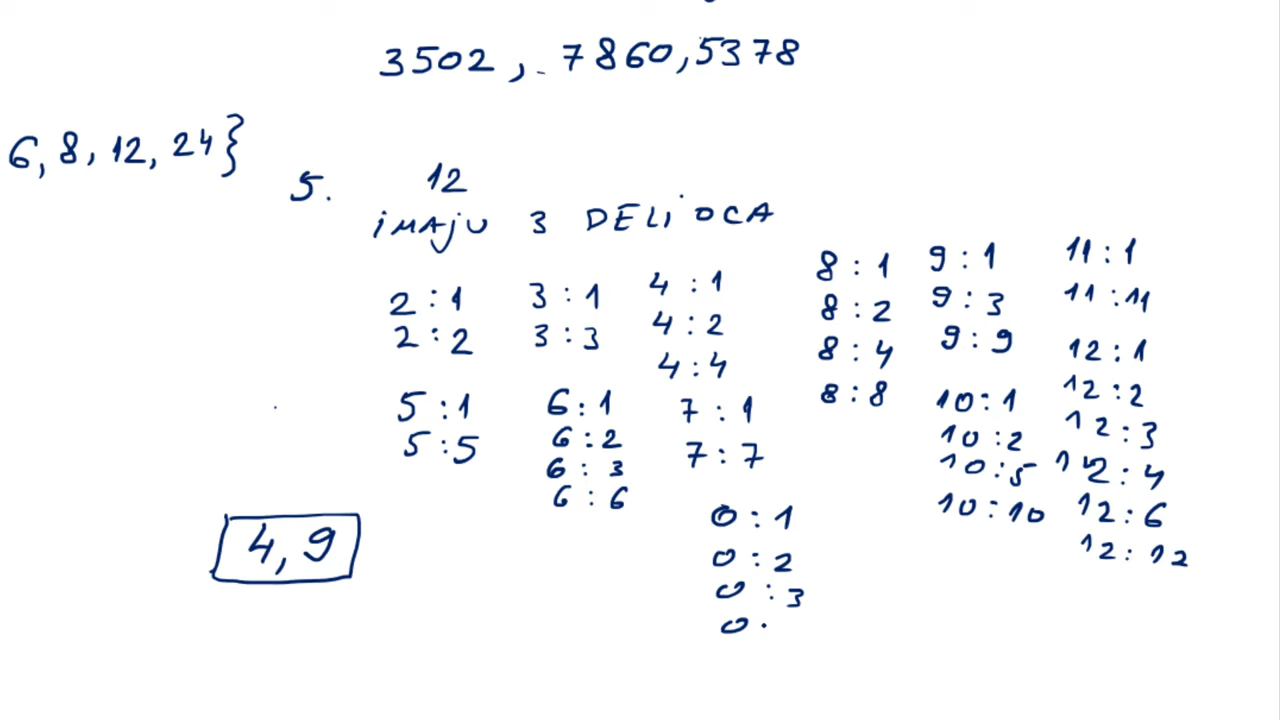 3502, 7860,5378
6, 8, 12, 24}
5. 12
iMAJU 3 DELiOCA
2 : 1
2 : 2
3 : 1
3 : 3
4 : 1
4 : 2
4 : 4
8 : 1
8 : 2
8 : 4
8 : 8
9 : 1
9 : 3
9 : 9
11 : 1
11 : 11
5 : 1
5 : 5
6 : 1
6 : 2
6 : 3
6 : 6
7 : 1
7 : 7
10 : 1
10 : 2
10 : 5
10 : 10
12 : 1
12 : 2
12 : 3
12 : 4
12 : 6
12 : 12
4, 9
0 : 1
0 : 2
0 : 3
0 .